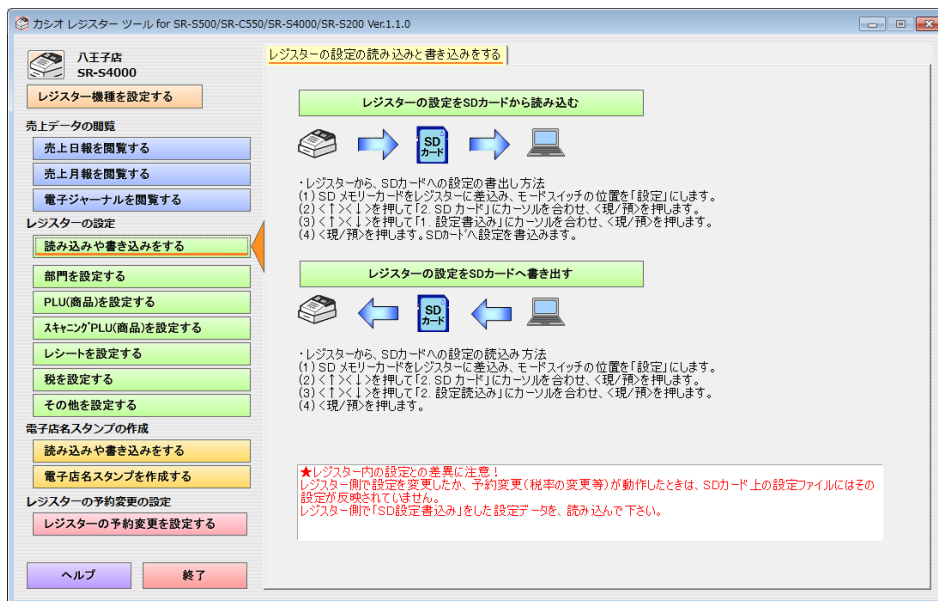 カシオ レジスター ツール for SR-S500/SR-C550/SR-S4000/SR-S200 Ver.1.1.0
八王子店
SR-S4000
レジスター機種を設定する
売上データの閲覧
売上日報を閲覧する
売上月報を閲覧する
電子ジャーナルを閲覧する
レジスターの設定
読み込みや書き込みをする
部門を設定する
PLU(商品)を設定する
スキャニングPLU(商品)を設定する
レシートを設定する
税を設定する
その他を設定する
電子店名スタンプの作成
読み込みや書き込みをする
電子店名スタンプを作成する
レジスターの予約変更の設定
レジスターの予約変更を設定する
ヘルプ
終了
レジスターの設定の読み込みと書き込みをする
レジスターの設定をSDカードから読み込む
SD
カード
・レジスターから、SDカードへの設定の書出し方法
(1) SD メモリーカードをレジスターに差込み、モードスイッチの位置を「設定」にします。
(2) <↑><↓>を押して「2. SD カード」にカーソルを合わせ、<現/預>を押します。
(3) <↑><↓>を押して「1. 設定書込み」にカーソルを合わせ、<現/預>を押します。
(4) <現/預>を押します。SDカードへ設定を書込みます。
レジスターの設定をSDカードへ書き出す
SD
カード
・レジスターから、SDカードへの設定の読込み方法
(1) SD メモリーカードをレジスターに差込み、モードスイッチの位置を「設定」にします。
(2) <↑><↓>を押して「2. SD カード」にカーソルを合わせ、<現/預>を押します。
(3) <↑><↓>を押して「2. 設定読込み」にカーソルを合わせ、<現/預>を押します。
(4) <現/預>を押します。
★レジスター内の設定との差異に注意！
レジスター側で設定を変更したか、予約変更(税率の変更等)が動作したときは、SDカード上の設定ファイルにはその
設定が反映されていません。
レジスター側で「SD設定書込み」をした設定データを、読み込んで下さい。